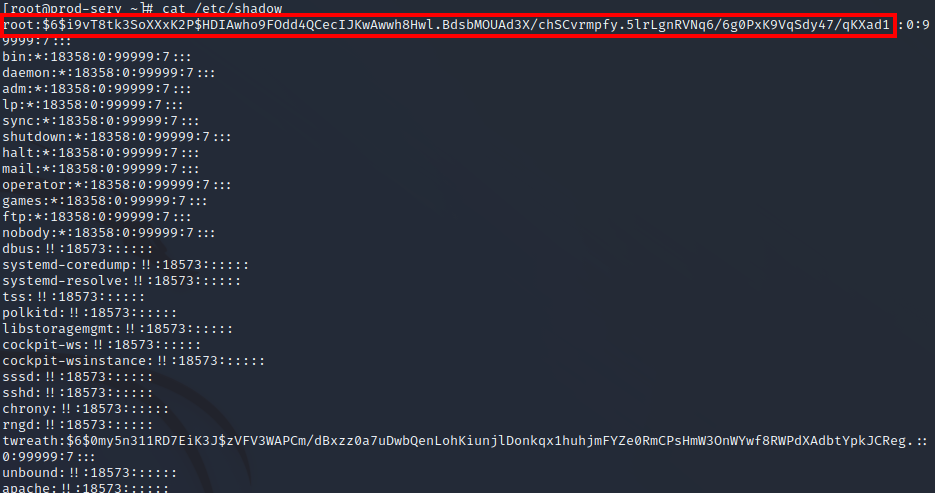 [root@prod-serv ~]# cat /etc/shadow
root:$6$i9vT8tk3SoXXxK2P$HDIAwho9FOdd4QCecIJKwAwwh8Hwl.BdsbMOUAd3X/chSCvrmpfy.5lrLgnRVNq6/6g0PxK9VqSdy47/qKXad1::0:9
9999:7:::
bin:*:18358:0:99999:7:::
daemon:*:18358:0:99999:7:::
adm:*:18358:0:99999:7:::
lp:*:18358:0:99999:7:::
sync:*:18358:0:99999:7:::
shutdown:*:18358:0:99999:7:::
halt:*:18358:0:99999:7:::
mail:*:18358:0:99999:7:::
operator:*:18358:0:99999:7:::
games:*:18358:0:99999:7:::
ftp:*:18358:0:99999:7:::
nobody:*:18358:0:99999:7:::
dbus:!!:18573::::::
systemd-coredump:!!:18573::::::
systemd-resolve:!!:18573::::::
tss:!!:18573::::::
polkitd:!!:18573::::::
libstoragemgmt:!!:18573::::::
cockpit-ws:!!:18573::::::
cockpit-wsinstance:!!:18573::::::
sssd:!!:18573::::::
sshd:!!:18573::::::
chrony:!!:18573::::::
rngd:!!:18573::::::
twreath:$6$0my5n311RD7EiK3J$zVFV3WAPCm/dBxzz0a7uDwbQenLohKiunjlDonkqx1huhjmFYZe0RmCPsHmW3OnWYwf8RWPdXAdbtYpkJCReg.::
0:99999:7:::
unbound:!!:18573::::::
apache:!!:18573::::::